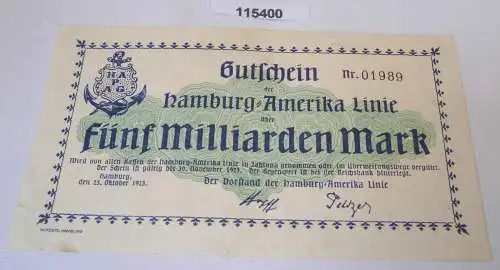 115400
HAPAG
Gutschein Nr. 01989
der
Hamburg-Amerika Linie
über
Fünf Milliarden Mark
Wird von allen Kassen der Hamburg-Amerika Linie in Zahlung genommen oder im Überweisungswege vergütet.
Der Schein ist gültig bis 30. November 1923. Der Gegenwert ist bei der Reichsbank hinterlegt.
Hamburg,
den 25. Oktober 1923.
Der Vorstand der Hamburg-Amerika Linie